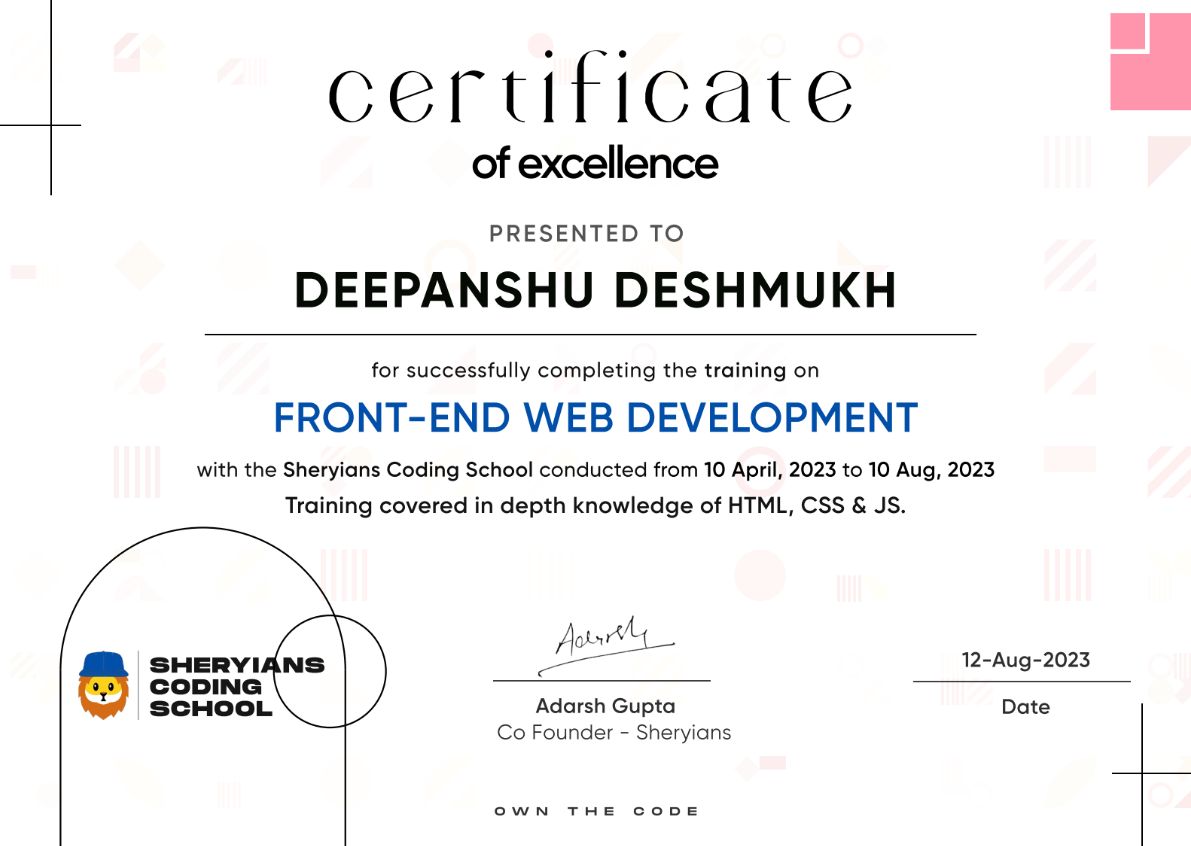 certificate
of excellence
PRESENTED TO
DEEPANSHU DESHMUKH
for successfully completing the training on
FRONT-END WEB DEVELOPMENT
with the Sheryians Coding School conducted from 10 April, 2023 to 10 Aug, 2023
Training covered in depth knowledge of HTML, CSS & JS.
SHERYIANS
CODING
SCHOOL
Adarsh
Adarsh Gupta
Co Founder - Sheryians
12-Aug-2023
Date
OWN THE CODE